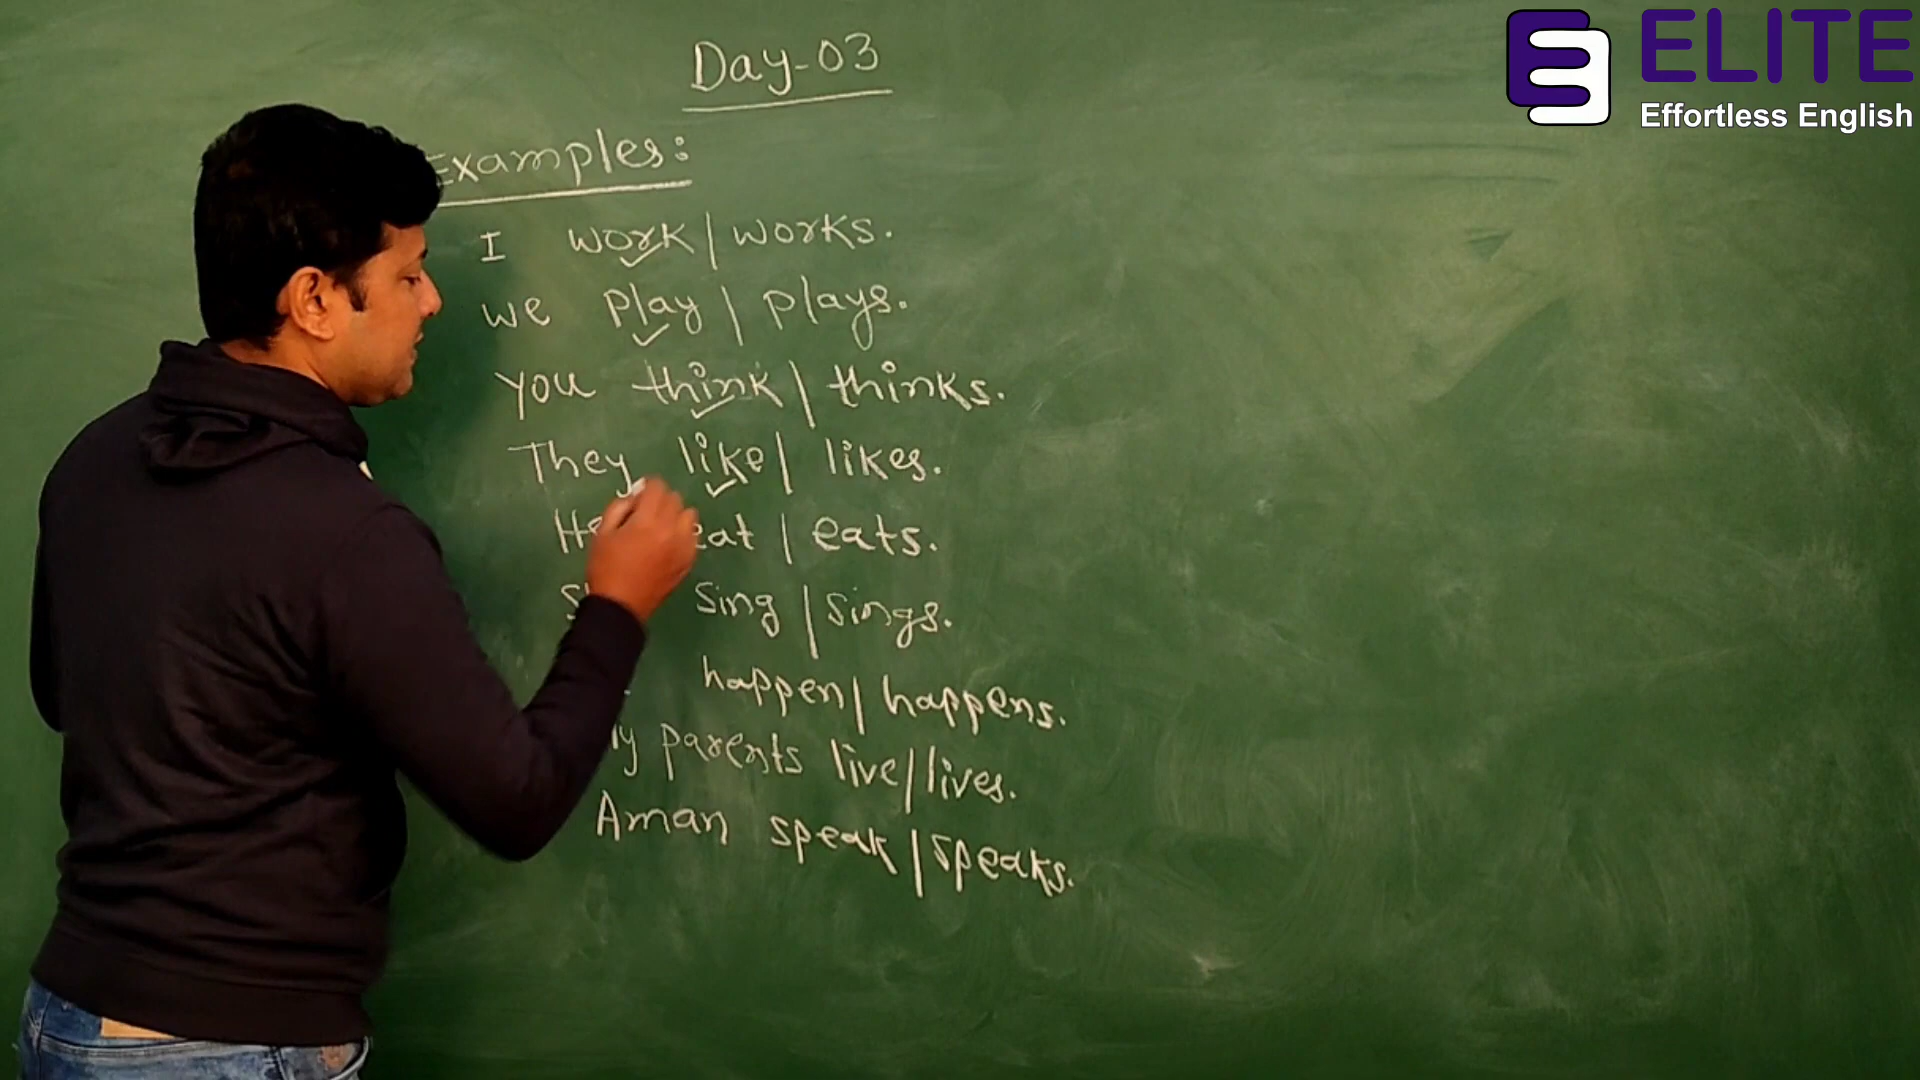 Day-03
ELITE
Effortless English
Examples:
I work | works.
we play | plays.
you think | thinks.
They like | likes.
eat | eats.
sing | sings.
happen | happens.
parents live | lives.
Aman speak | speaks.